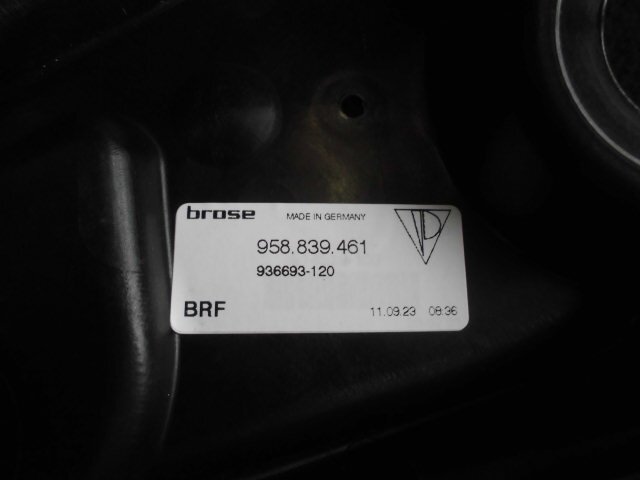 brose MADE IN GERMANY
958.839.461
936693-120
BRF 11.09.23 08:36